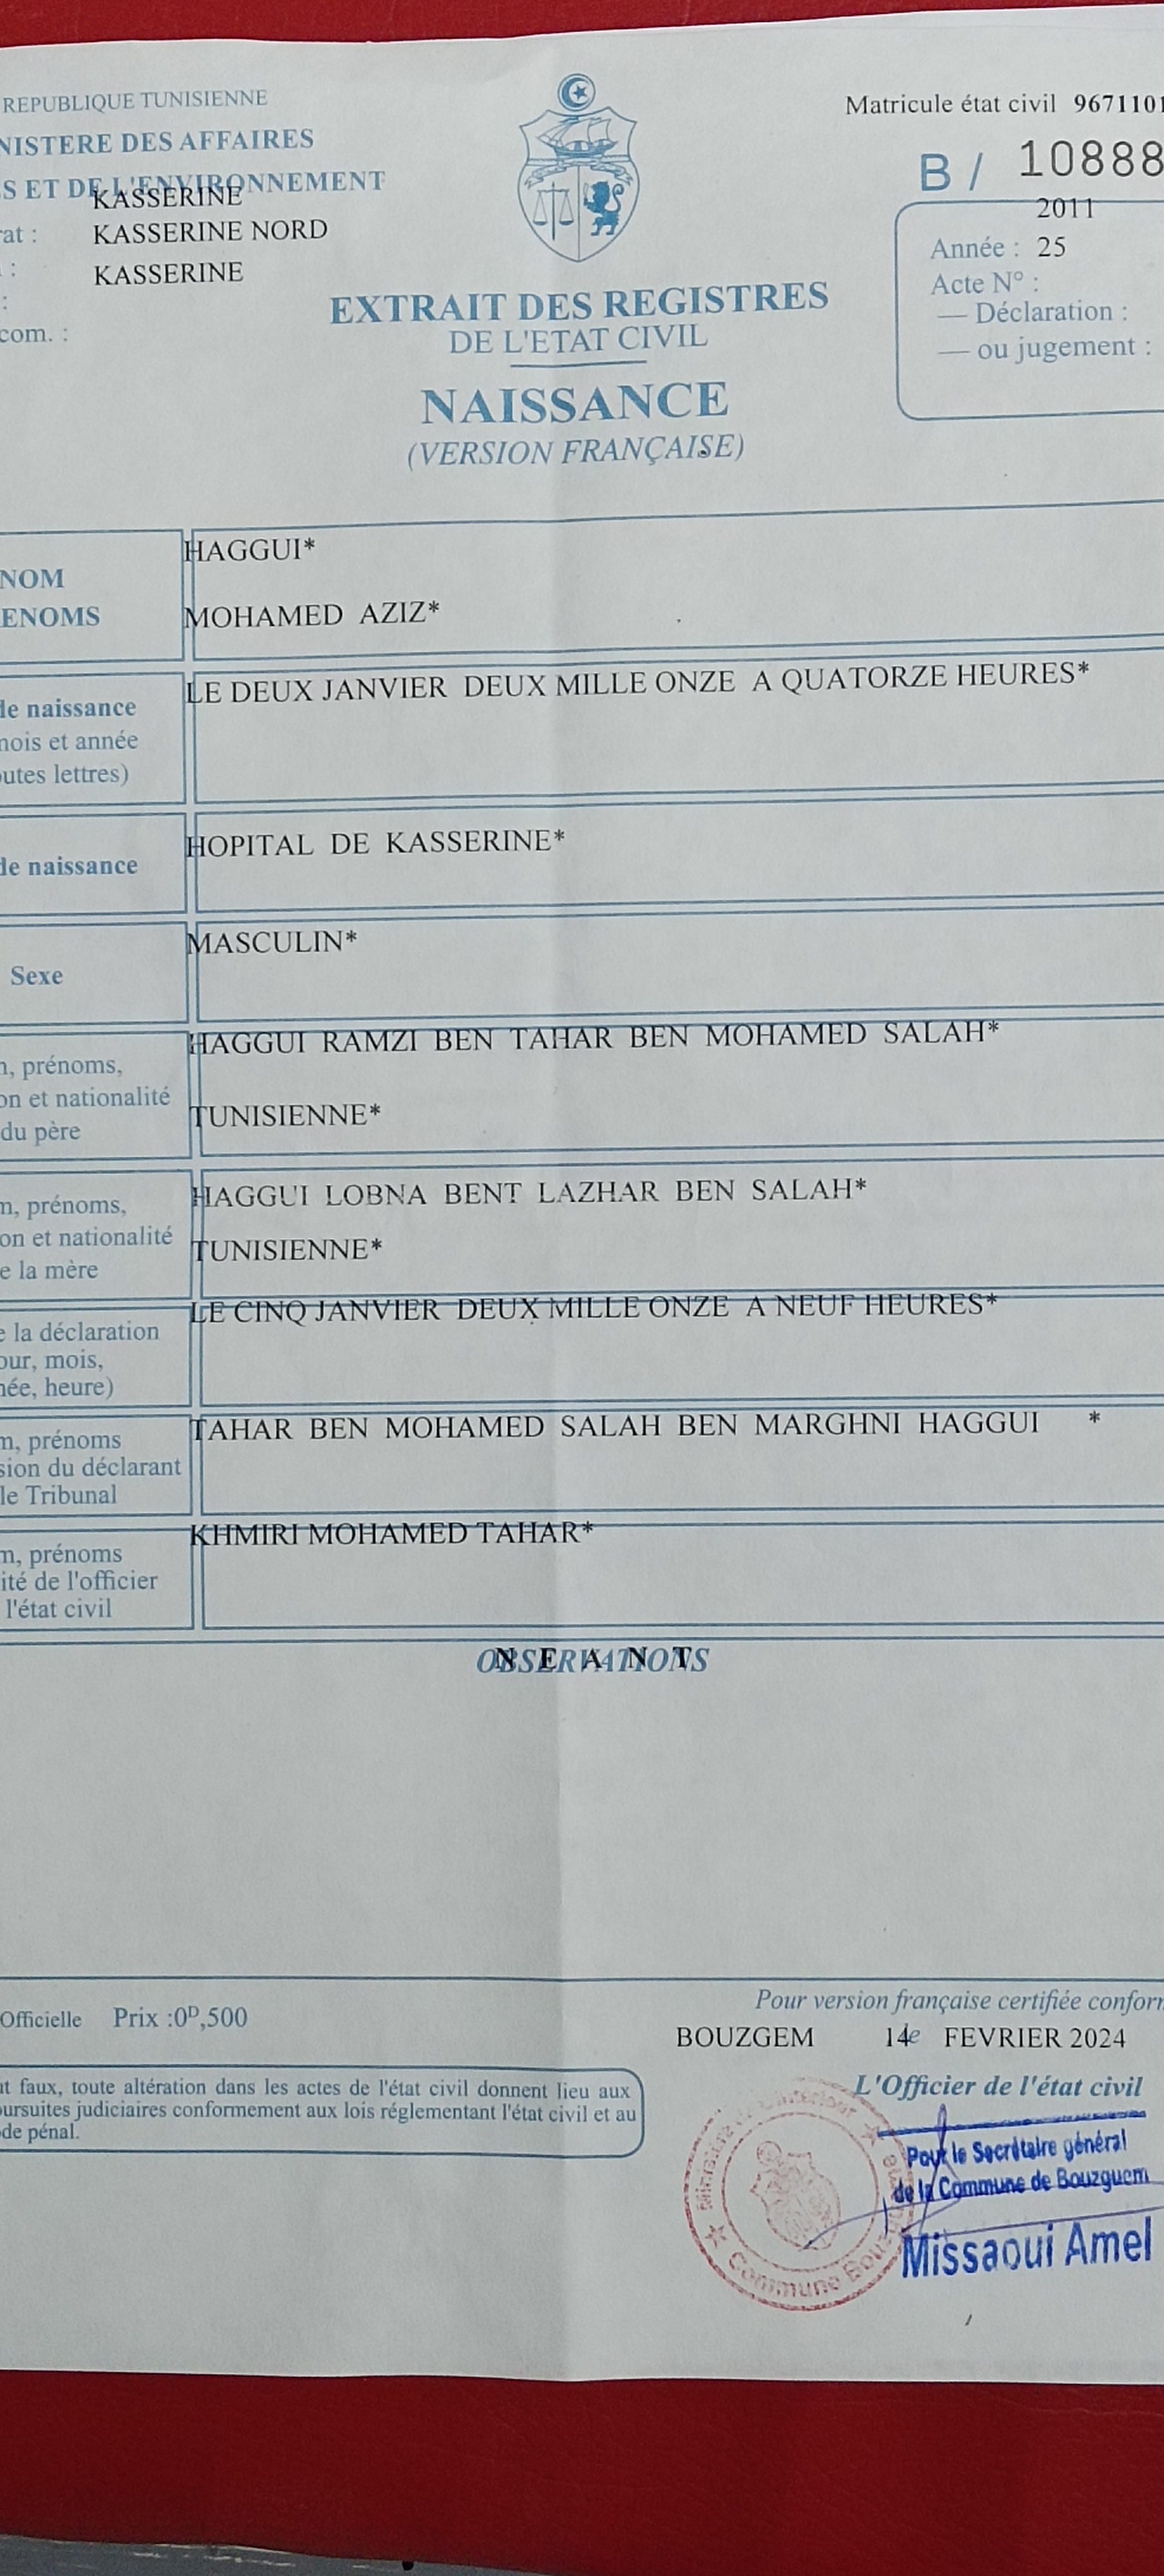 REPUBLIQUE TUNISIENNE
NISTERE DES AFFAIRES
S ET DE L'ENVIRONNEMENT
KASSERINE
rat : KASSERINE NORD
: KASSERINE
:
com. :
Matricule état civil 9671101
B / 10888
2011
Année : 25
Acte N° :
— Déclaration :
— ou jugement :
EXTRAIT DES REGISTRES
DE L'ETAT CIVIL
NAISSANCE
(VERSION FRANÇAISE)
NOM HAGGUI*
ENOMS MOHAMED AZIZ*
LE DEUX JANVIER DEUX MILLE ONZE A QUATORZE HEURES*
de naissance
mois et année
outes lettres)
HOPITAL DE KASSERINE*
de naissance
MASCULIN*
Sexe
HAGGUI RAMZI BEN TAHAR BEN MOHAMED SALAH*
n, prénoms,
on et nationalité
TUNISIENNE*
du père
HAGGUI LOBNA BENT LAZHAR BEN SALAH*
m, prénoms,
on et nationalité
TUNISIENNE*
e la mère
LE CINQ JANVIER DEUX MILLE ONZE A NEUF HEURES*
e la déclaration
our, mois,
née, heure)
TAHAR BEN MOHAMED SALAH BEN MARGHNI HAGGUI *
m, prénoms
sion du déclarant
le Tribunal
KHMIRI MOHAMED TAHAR*
m, prénoms
ité de l'officier
l'état civil
OBSERVATIONS
N E A N T
Officielle Prix :0D,500
Pour version française certifiée conform
BOUZGEM 14 FEVRIER 2024
L'Officier de l'état civil
nt faux, toute altération dans les actes de l'état civil donnent lieu aux
oursuites judiciaires conformement aux lois réglementant l'état civil et au
de pénal.
Pour le Secrétaire général
de la Commune de Bouzguem
Missaoui Amel
Commune